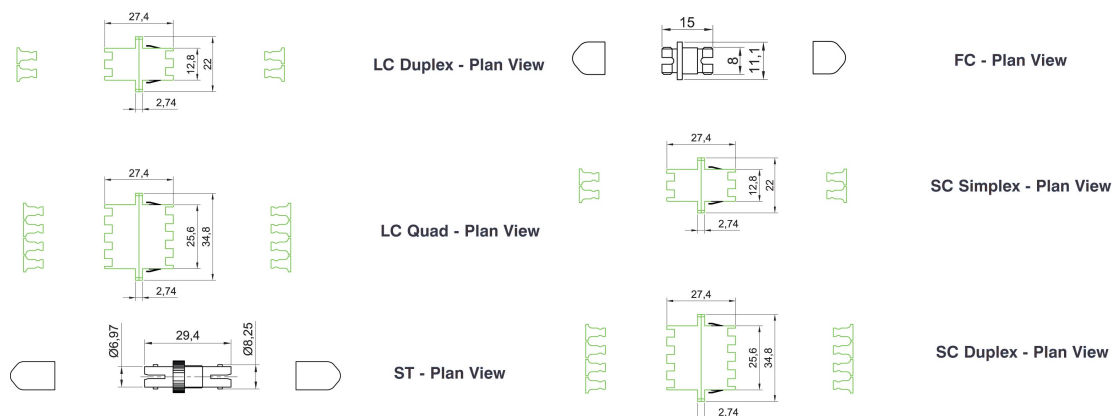 27,4
12,8
22
2,74
LC Duplex - Plan View
15
8
11,1
FC - Plan View
27,4
12,8
22
2,74
SC Simplex - Plan View
27,4
25,6
34,8
2,74
LC Quad - Plan View
27,4
25,6
34,8
2,74
SC Duplex - Plan View
Ø6,97
29,4
Ø8,25
ST - Plan View